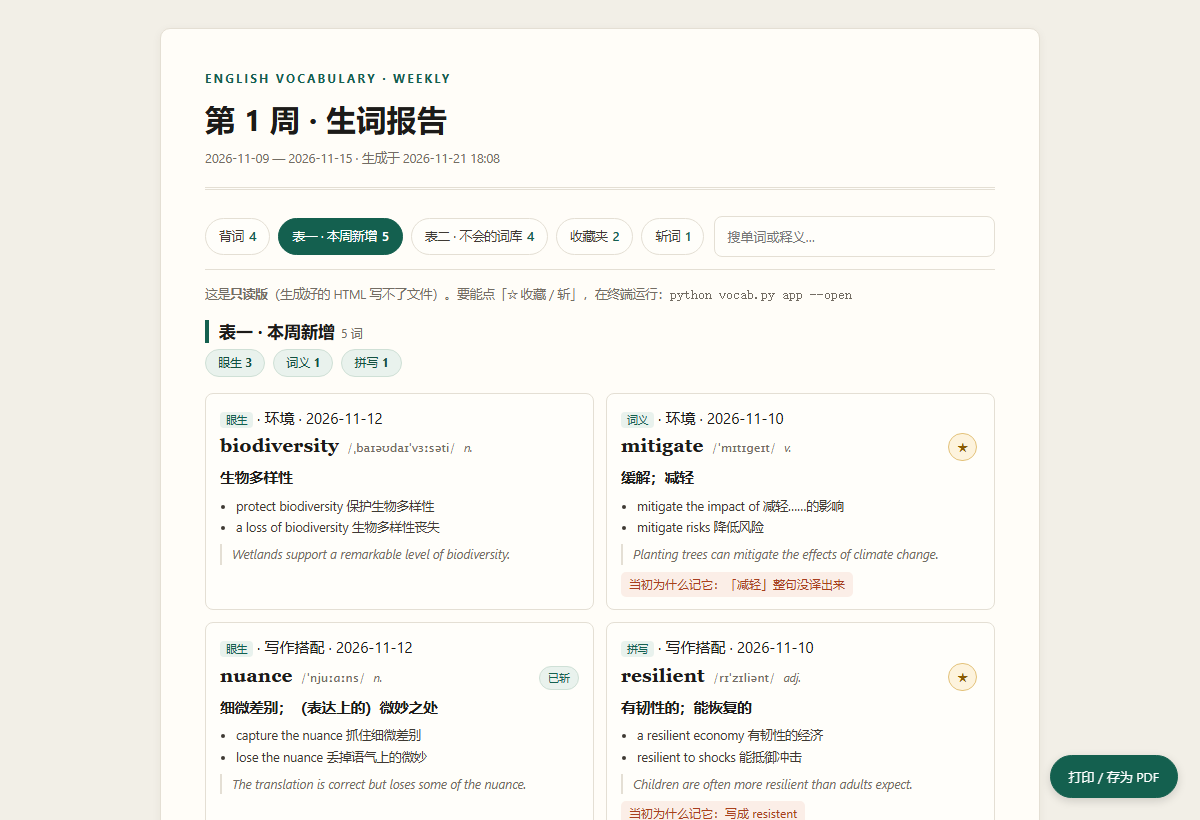 ENGLISH VOCABULARY · WEEKLY
第 1 周 · 生词报告
2026-11-09 — 2026-11-15 · 生成于 2026-11-21 18:08
背词 4
表一 · 本周新增 5
表二 · 不会的词库 4
收藏夹 2
斩词 1
搜单词或释义…
这是只读版（生成好的 HTML 写不了文件）。要能点「☆ 收藏 / 斩」，在终端运行：python vocab.py app --open
表一 · 本周新增 5 词
眼生 3
词义 1
拼写 1
眼生 · 环境 · 2026-11-12
biodiversity /ˌbaɪəʊdaɪˈvɜːsəti/ n.
生物多样性
• protect biodiversity 保护生物多样性
• a loss of biodiversity 生物多样性丧失
Wetlands support a remarkable level of biodiversity.
词义 · 环境 · 2026-11-10
mitigate /ˈmɪtɪɡeɪt/ v.
★
缓解；减轻
• mitigate the impact of 减轻……的影响
• mitigate risks 降低风险
Planting trees can mitigate the effects of climate change.
当初为什么记它：「减轻」整句没译出来
眼生 · 写作搭配 · 2026-11-12
nuance /ˈnjuːɑːns/ n.
已斩
细微差别；（表达上的）微妙之处
• capture the nuance 抓住细微差别
• lose the nuance 丢掉语气上的微妙
The translation is correct but loses some of the nuance.
拼写 · 写作搭配 · 2026-11-10
resilient /rɪˈzɪliənt/ adj.
★
有韧性的；能恢复的
• a resilient economy 有韧性的经济
• resilient to shocks 能抵御冲击
Children are often more resilient than adults expect.
当初为什么记它：写成 resistent
打印 / 存为 PDF